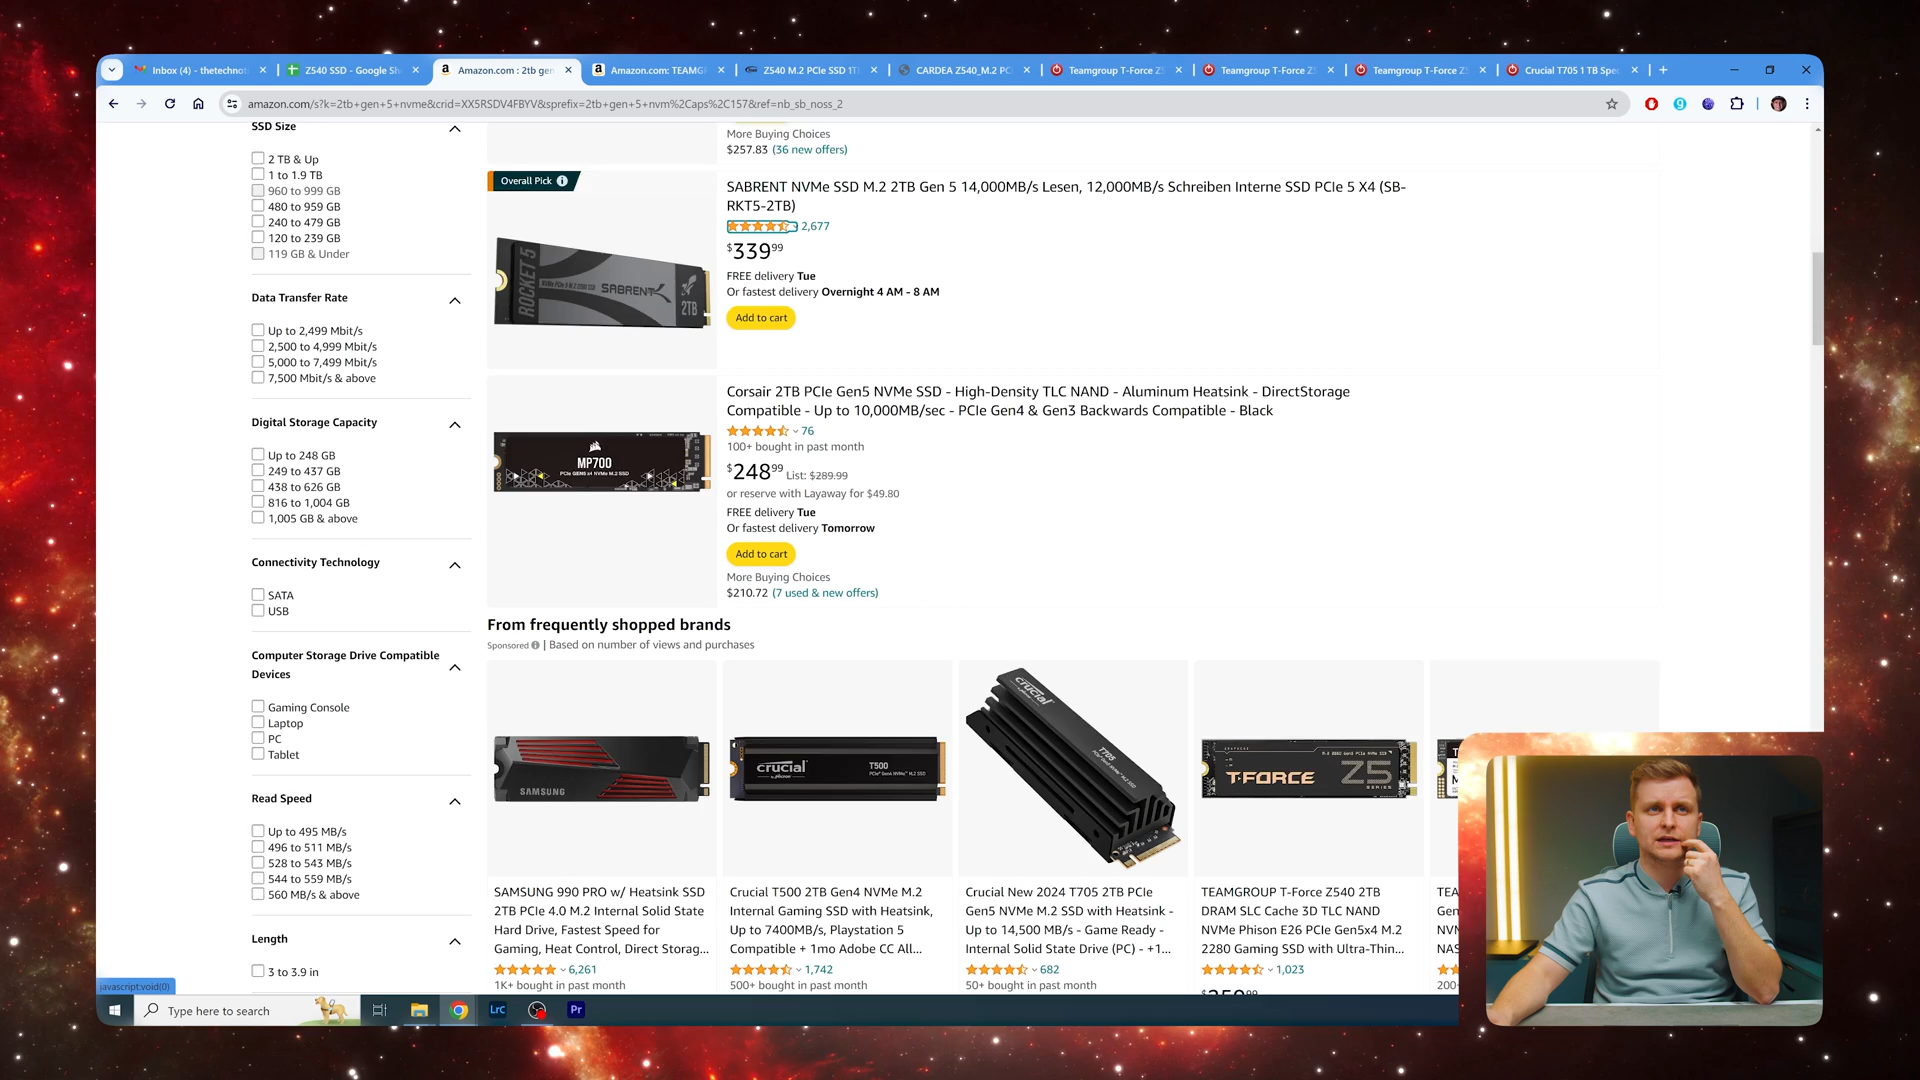 Inbox (4) - thetechnoti
Z540 SSD - Google Sh
Amazon.com : 2tb gen
Amazon.com: TEAMG
Z540 M.2 PCIe SSD 1T
CARDEA Z540_M.2 PC
Teamgroup T-Force Z5
Teamgroup T-Force Z
Teamgroup T-Force Z
Crucial T705 1 TB Spec
amazon.com/s?k=2tb+gen+5+nvme&crid=XX5RSDV4FBYV&sprefix=2tb+gen+5+nvm%2Caps%2C157&ref=nb_sb_noss_2
SSD Size
2 TB & Up
1 to 1.9 TB
960 to 999 GB
480 to 959 GB
240 to 479 GB
120 to 239 GB
119 GB & Under
Data Transfer Rate
Up to 2,499 Mbit/s
2,500 to 4,999 Mbit/s
5,000 to 7,499 Mbit/s
7,500 Mbit/s & above
Digital Storage Capacity
Up to 248 GB
249 to 437 GB
438 to 626 GB
816 to 1,004 GB
1,005 GB & above
Connectivity Technology
SATA
USB
Computer Storage Drive Compatible
Devices
Gaming Console
Laptop
PC
Tablet
Read Speed
Up to 495 MB/s
496 to 511 MB/s
528 to 543 MB/s
544 to 559 MB/s
560 MB/s & above
Length
3 to 3.9 in
More Buying Choices
$257.83 (36 new offers)
Overall Pick
SABRENT NVMe SSD M.2 2TB Gen 5 14,000MB/s Lesen, 12,000MB/s Schreiben Interne SSD PCIe 5 X4 (SB-
RKT5-2TB)
2,677
$339.99
FREE delivery Tue
Or fastest delivery Overnight 4 AM - 8 AM
Add to cart
ROCKET 5
SABRENT
2TB
Corsair 2TB PCIe Gen5 NVMe SSD - High-Density TLC NAND - Aluminum Heatsink - DirectStorage
Compatible - Up to 10,000MB/sec - PCIe Gen4 & Gen3 Backwards Compatible - Black
76
100+ bought in past month
$248.99 List: $289.99
or reserve with Layaway for $49.80
FREE delivery Tue
Or fastest delivery Tomorrow
Add to cart
More Buying Choices
$210.72 (7 used & new offers)
MP700
PCIe GEN5 x4 NVMe M.2 SSD
From frequently shopped brands
Sponsored | Based on number of views and purchases
SAMSUNG
SAMSUNG 990 PRO w/ Heatsink SSD
2TB PCIe 4.0 M.2 Internal Solid State
Hard Drive, Fastest Speed for
Gaming, Heat Control, Direct Storag...
6,261
1K+ bought in past month
crucial
T500
PCIe Gen4 NVMe M.2 SSD
Crucial T500 2TB Gen4 NVMe M.2
Internal Gaming SSD with Heatsink,
Up to 7400MB/s, Playstation 5
Compatible + 1mo Adobe CC All...
1,742
500+ bought in past month
crucial
T705
Crucial New 2024 T705 2TB PCIe
Gen5 NVMe M.2 SSD with Heatsink -
Up to 14,500 MB/s - Game Ready -
Internal Solid State Drive (PC) - +1...
682
50+ bought in past month
T-FORCE Z5
SERIES
TEAMGROUP T-Force Z540 2TB
DRAM SLC Cache 3D TLC NAND
NVMe Phison E26 PCIe Gen5x4 M.2
2280 Gaming SSD with Ultra-Thin...
1,023
TEA
Gen
NVM
NAS
200+
javascript:void(0)
Type here to search
LrC
Pr